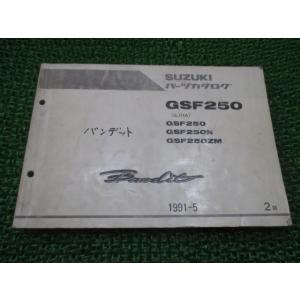 SUZUKI
パーツカタログ
GSF250
(GJ74A)
GSF250
GSF250N
GSF250ZM
バンデット
Bandit
1991-5
2版